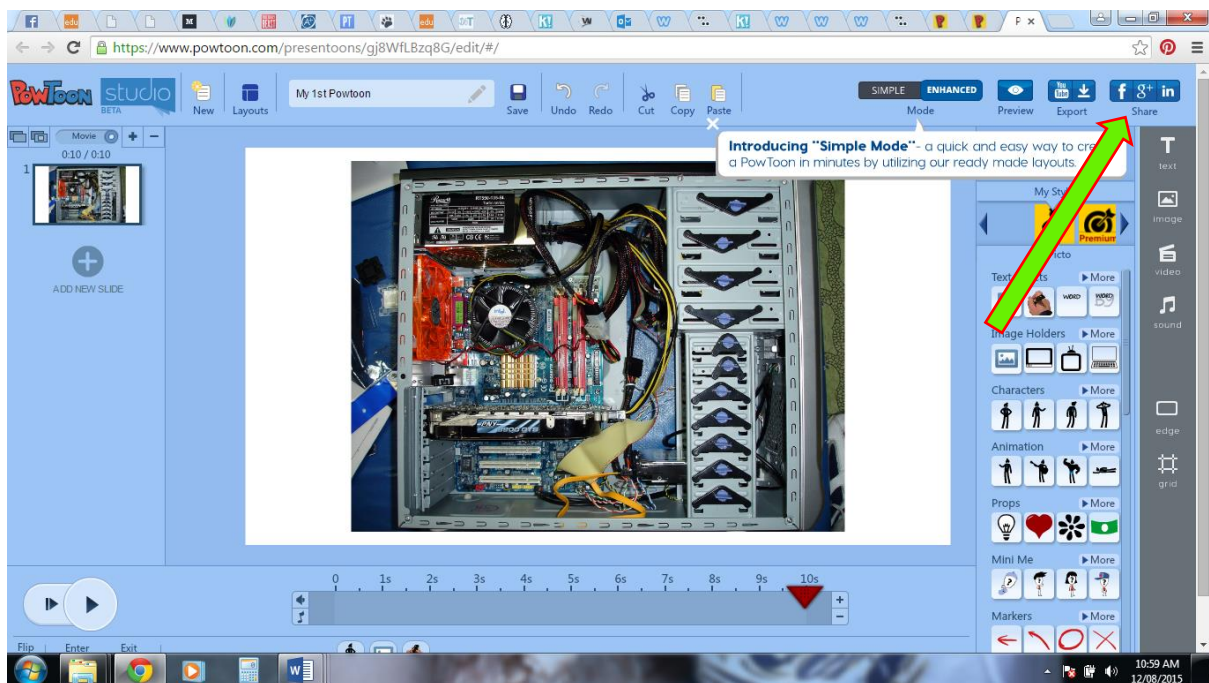 https://www.powtoon.com/presentoons/gj8WfLBzq8G/edit/#/
PowToon studio
BETA
New
Layouts
My 1st Powtoon
Save
Undo
Redo
Cut
Copy
Paste
SIMPLE
ENHANCED
Mode
Preview
Export
Share
Movie
0:10 / 0:10
1
ADD NEW SLIDE
Introducing "Simple Mode"- a quick and easy way to cre
a PowToon in minutes by utilizing our ready made layouts.
My St
Premium
icto
Text
ts
More
WORD
Image Holders
More
Characters
More
Animation
More
Props
More
Mini Me
More
Markers
More
T
text
image
video
sound
edge
grid
PNY
0
1s
2s
3s
4s
5s
6s
7s
8s
9s
10s
Flip
Enter
Exit
10:59 AM
12/08/2015